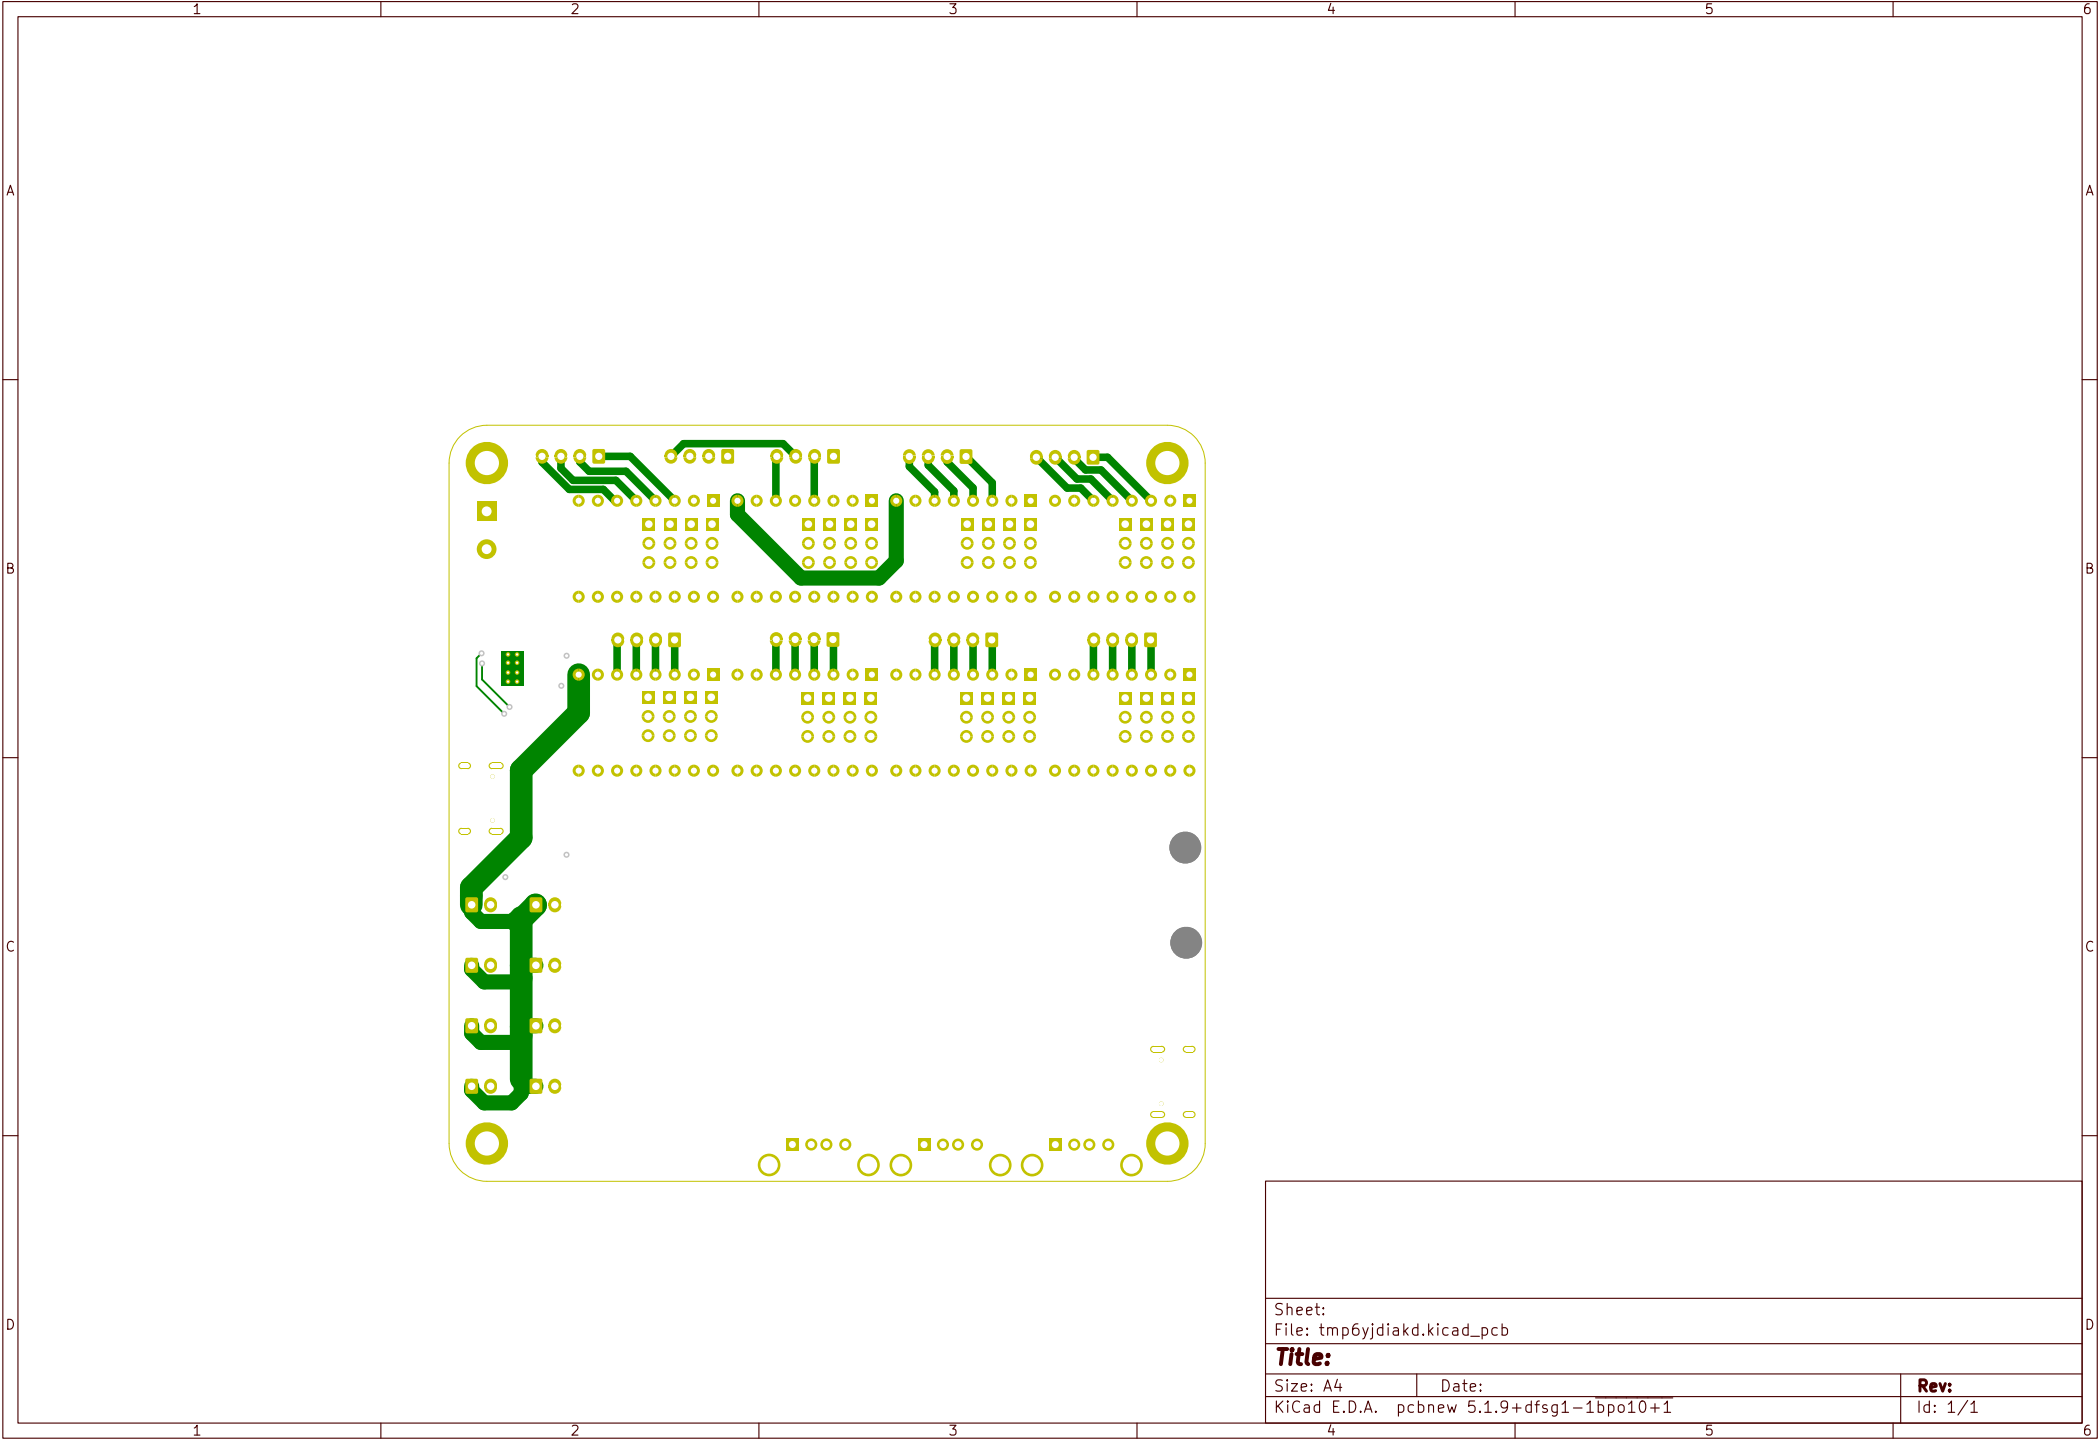 1 2 3 4 5 6
A A
B B
C C
Sheet:
File: tmp6yjdiakd.kicad_pcb
D D
Title:
Size: A4 Date: Rev:
KiCad E.D.A. pcbnew 5.1.9+dfsg1-1bpo10+1 Id: 1/1
1 2 3 4 5 6